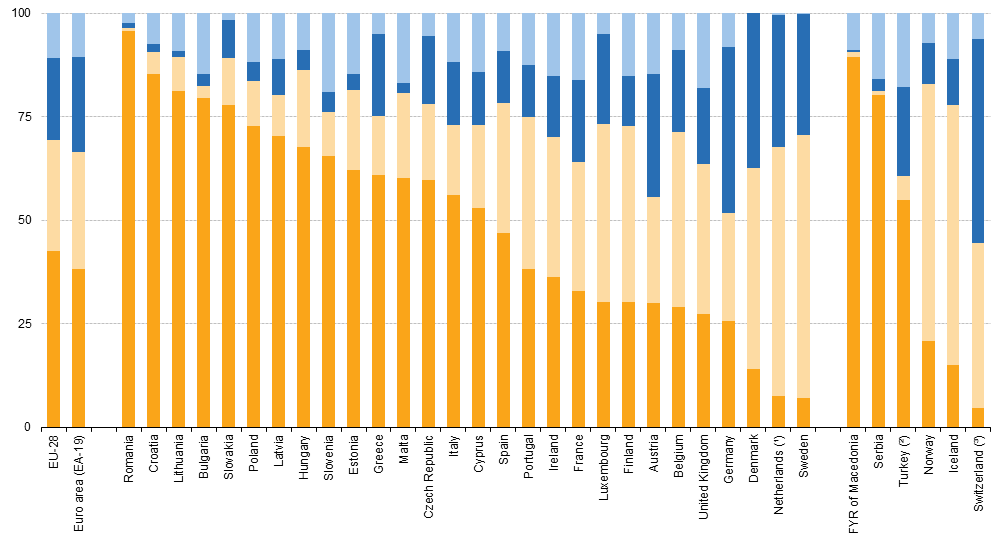 100
75
50
25
0
EU-28
Euro area (EA-19)
Romania
Croatia
Lithuania
Bulgaria
Slovakia
Poland
Latvia
Hungary
Slovenia
Estonia
Greece
Malta
Czech Republic
Italy
Cyprus
Spain
Portugal
Ireland
France
Luxembourg
Finland
Austria
Belgium
United Kingdom
Germany
Denmark
Netherlands (¹)
Sweden
FYR of Macedonia
Serbia
Turkey (²)
Norway
Iceland
Switzerland (³)